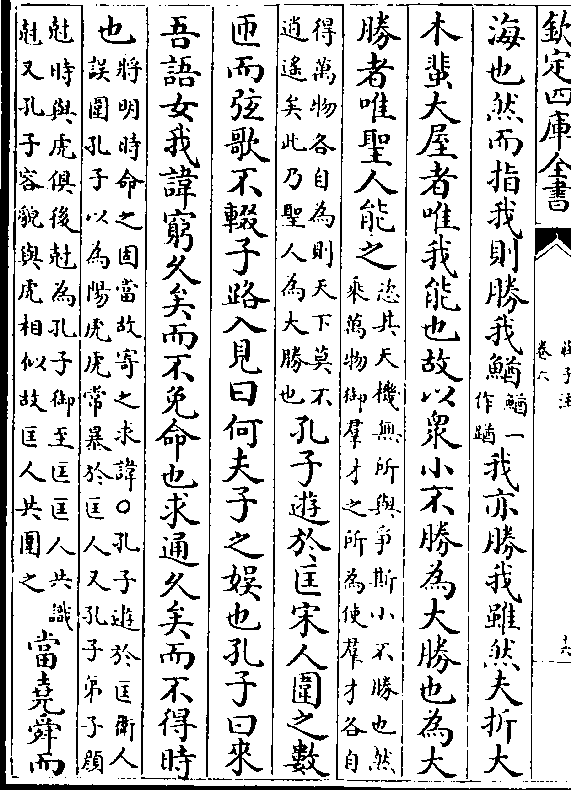 欽定四庫全書
莊子注
卷六
十六
海也然而指我則勝我鰌
鰌一
作
我亦勝我雖然夫折大
木蜚大屋者唯我能也故以衆小不勝為大勝也為大
勝者唯聖人能之
恣其天機無所與爭斯小不勝也然
乘萬物御羣才之所為使羣才各自
得萬物各自為則天下莫不
逍遙矣此乃聖人為大勝也
孔子遊於匡宋人圍之數
匝而弦歌不輟子路入見曰何夫子之娛也孔子曰來
吾語女我諱窮久矣而不免命也求通久矣而不得時
也
將明時命之固當故寄之求諱○孔子遊於匡衛人
誤圍孔子以為陽虎虎常暴於匡人又孔子弟子顏
尅時與虎俱後尅為孔子御至匡匡人共識
尅又孔子容貌與虎相似故匡人共圍之
當堯舜而